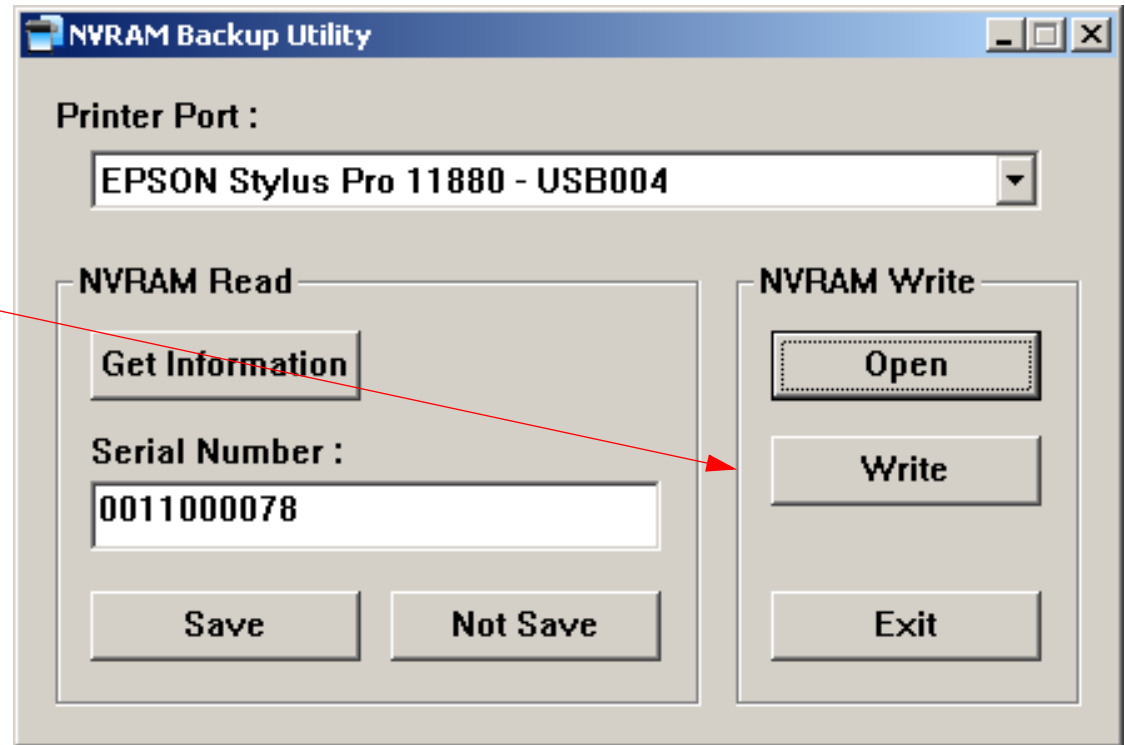 NVRAM Backup Utility
Printer Port :
EPSON Stylus Pro 11880 - USB004
NVRAM Read
Get Information
Serial Number :
0011000078
Save
Not Save
NVRAM Write
Open
Write
Exit